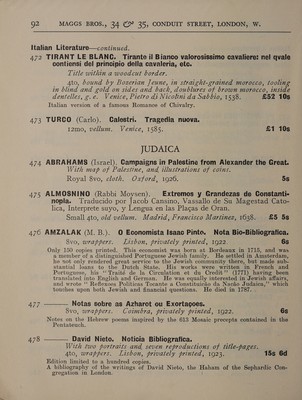 92 MAGGS BROS., 34 & 35, CONDUIT STREET, LONDON, W.
Italian Literature—continued.
472 TIRANT LE BLANC. Tirante il Bianco valorosissimo cavaliere: nel qvale
contiensi del principio della caveleria, etc.
Title within a woodcut border.
4to, bound by Bozerian Jeune, in straight-grained morocco, tooling
in blind and gold on sides and back, doublures of brown morocco, inside
dentelles, g. e. Venice, Pietro di Nicolini da Sabbio, 1538. £52 10s
Italian version of a famous Romance of Chivalry.
473 TURCO (Carlo). Calestri. Tragedia nuova.
12mo, vellum. Venice, 1585. £1 10s
JUDAICA
474 ABRAHAMS (Israel). Campaigns in Palestine from Alexander the Great.
With map of Palestine, and illustrations of coins.
Royal 8vo, cloth. Oxford, 1926. 5s
475 ALMOSNINO (Rabbi Moysen). Extremos y Grandezas de Constanti-
nopla. Traducido por Jacob Cansino, Vassallo de Su Magestad Cato-
lica, Interprete suyo, y Lengua en las Plaças de Oran.
Small 4to, old vellum. Madrid, Francisco Martinez, 1638. £5 5s
476 AMZALAK (M. B.). O Economista Isaac Pinto. Nota Bio-Bibliografica.
8vo, wrappers. Lisbon, privately printed, 1922 6s
Only 100 copies printed. This economist was born at Bordeaux in 1715, and was
a member of a distinguished Portuguese Jewish family. He settled in Amsterdam,
he not only rendered great service to the Jewish community there, but made sub-
stantial loans to the Dutch State. His works were written in French and
Portuguese, his "Traité de la Circulation et du Credit" (1771) having been
translated into English and German. He was equally active in Jewish affairs,
and wrote "Reflexoes Politicas Tocante a Constituição da Nacão Judaica," which
touches upon both Jewish and financial questions. He died in 1787.
477 —— Notas sobre as Azharot ou Exortaçoes.
8vo, wrappers. Coimbra, privately printed, 1922. 6s
Notes on the Hebrew poems inspired by the 613 Mosaic precepts contained in the
Pentateuch.
478 —— David Nieto. Noticia Bibliografica.
With two portraits and seven reproductions of title-pages.
4to, wrappers. Lisbon, privately printed, 1923. 15s 6d
Edition limited to a hundred copies.
A bibliography of the writings of David Nieto, the Haham of the Sephardic Con-
gregation in London.